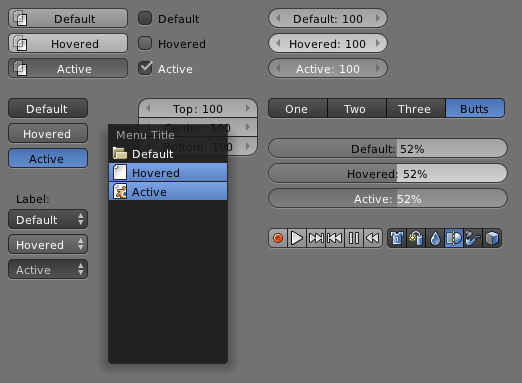 Default Default Default: 100
Hovered Hovered Hovered: 100
Active Active Active: 100
Default Top: 100 One Two Three Butts
Hovered Center: 100
Menu Title
Active Bottom: 100
Default Default: 52%
Hovered Hovered: 52%
Active Active: 52%
Label:
Default
Hovered
Active